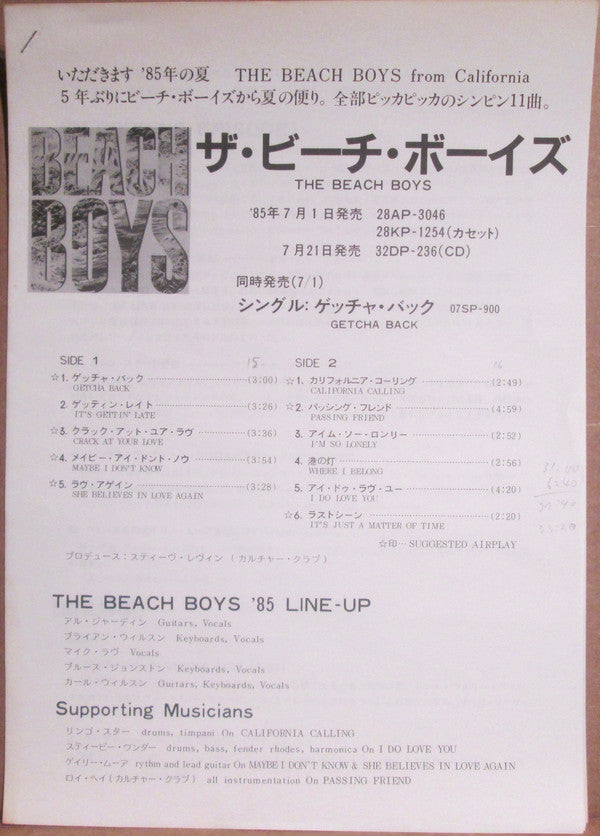 いただきます '85年の夏 THE BEACH BOYS from California
5年ぶりにビーチ・ボーイズから夏の便り。全部ピッカピッカのシンピン11曲。
BEACH
BOYS
ザ・ビーチ・ボーイズ
THE BEACH BOYS
'85年7月1日発売 28AP-3046
28KP-1254(カセット)
7月21日発売 32DP-236(CD)
同時発売(7/1)
シングル:ゲッチャ・バック 07SP-900
GETCHA BACK
SIDE 1 15
☆1. ゲッチャ・バック ……(3:00)
GETCHA BACK
2. ゲッティン・レイト ……(3:26)
IT'S GETTIN' LATE
☆3. クラック・アット・ユア・ラヴ ……(3:36)
CRACK AT YOUR LOVE
☆4. メイビー・アイ・ドント・ノウ ……(3:54)
MAYBE I DON'T KNOW
☆5. ラヴ・アゲイン ……(3:28)
SHE BELIEVES IN LOVE AGAIN
SIDE 2 16
☆1. カリフォルニア・コーリング ……(2:49)
CALIFORNIA CALLING
☆2. パッシング・フレンド ……(4:59)
PASSING FRIEND
3. アイム・ソー・ロンリー ……(2:52)
I'M SO LONELY
4. 港の灯 ……(2:56)
WHERE I BELONG
5. アイ・ドゥ・ラヴ・ユー ……(4:20)
I DO LOVE YOU
☆6. ラストシーン ……(2:20)
IT'S JUST A MATTER OF TIME
☆印… SUGGESTED AIRPLAY
プロデュース:スティーヴ・レヴィン (カルチャー・クラブ)
THE BEACH BOYS '85 LINE-UP
アル・ジャーディン Guitars, Vocals
ブライアン・ウィルスン Keyboards, Vocals
マイク・ラヴ Vocals
ブルース・ジョンストン Keyboards, Vocals
カール・ウィルスン Guitars, Keyboards, Vocals
Supporting Musicians
リンゴ・スター drums, timpani On CALIFORNIA CALLING
スティービー・ワンダー drums, bass, fender rhodes, harmonica On I DO LOVE YOU
ゲイリー・ムーア rythm and lead guitar On MAYBE I DON'T KNOW & SHE BELIEVES IN LOVE AGAIN
ロイ・ヘイ(カルチャー・クラブ) all instrumentation On PASSING FRIEND